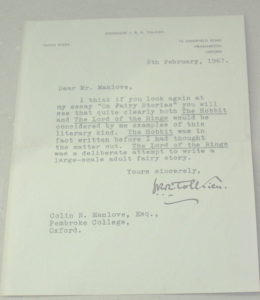 PROFESSOR J. R. R. TOLKIEN
76 SANDFIELD ROAD
HEADINGTON
OXFORD
8th February, 1967.
Dear Mr. Manlove,
I think if you look again at
my essay "On Fairy Stories" you will
see that quite clearly both The Hobbit
and The Lord of the Rings would be
considered by me examples of this
literary kind. The Hobbit was in
fact written before I had thought
the matter out. The Lord of the Rings
was a deliberate attempt to write a
large-scale adult fairy story.
Yours sincerely,
JRRTolkien.
Colin N. Manlove, Esq.,
Pembroke College,
Oxford.